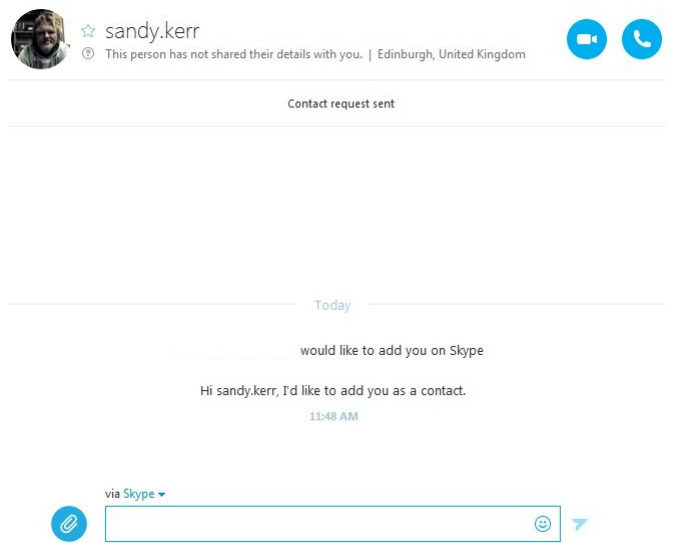 sandy.kerr
This person has not shared their details with you. | Edinburgh, United Kingdom
Contact request sent
Today
would like to add you on Skype
Hi sandy.kerr, I'd like to add you as a contact.
11:48 AM
via Skype